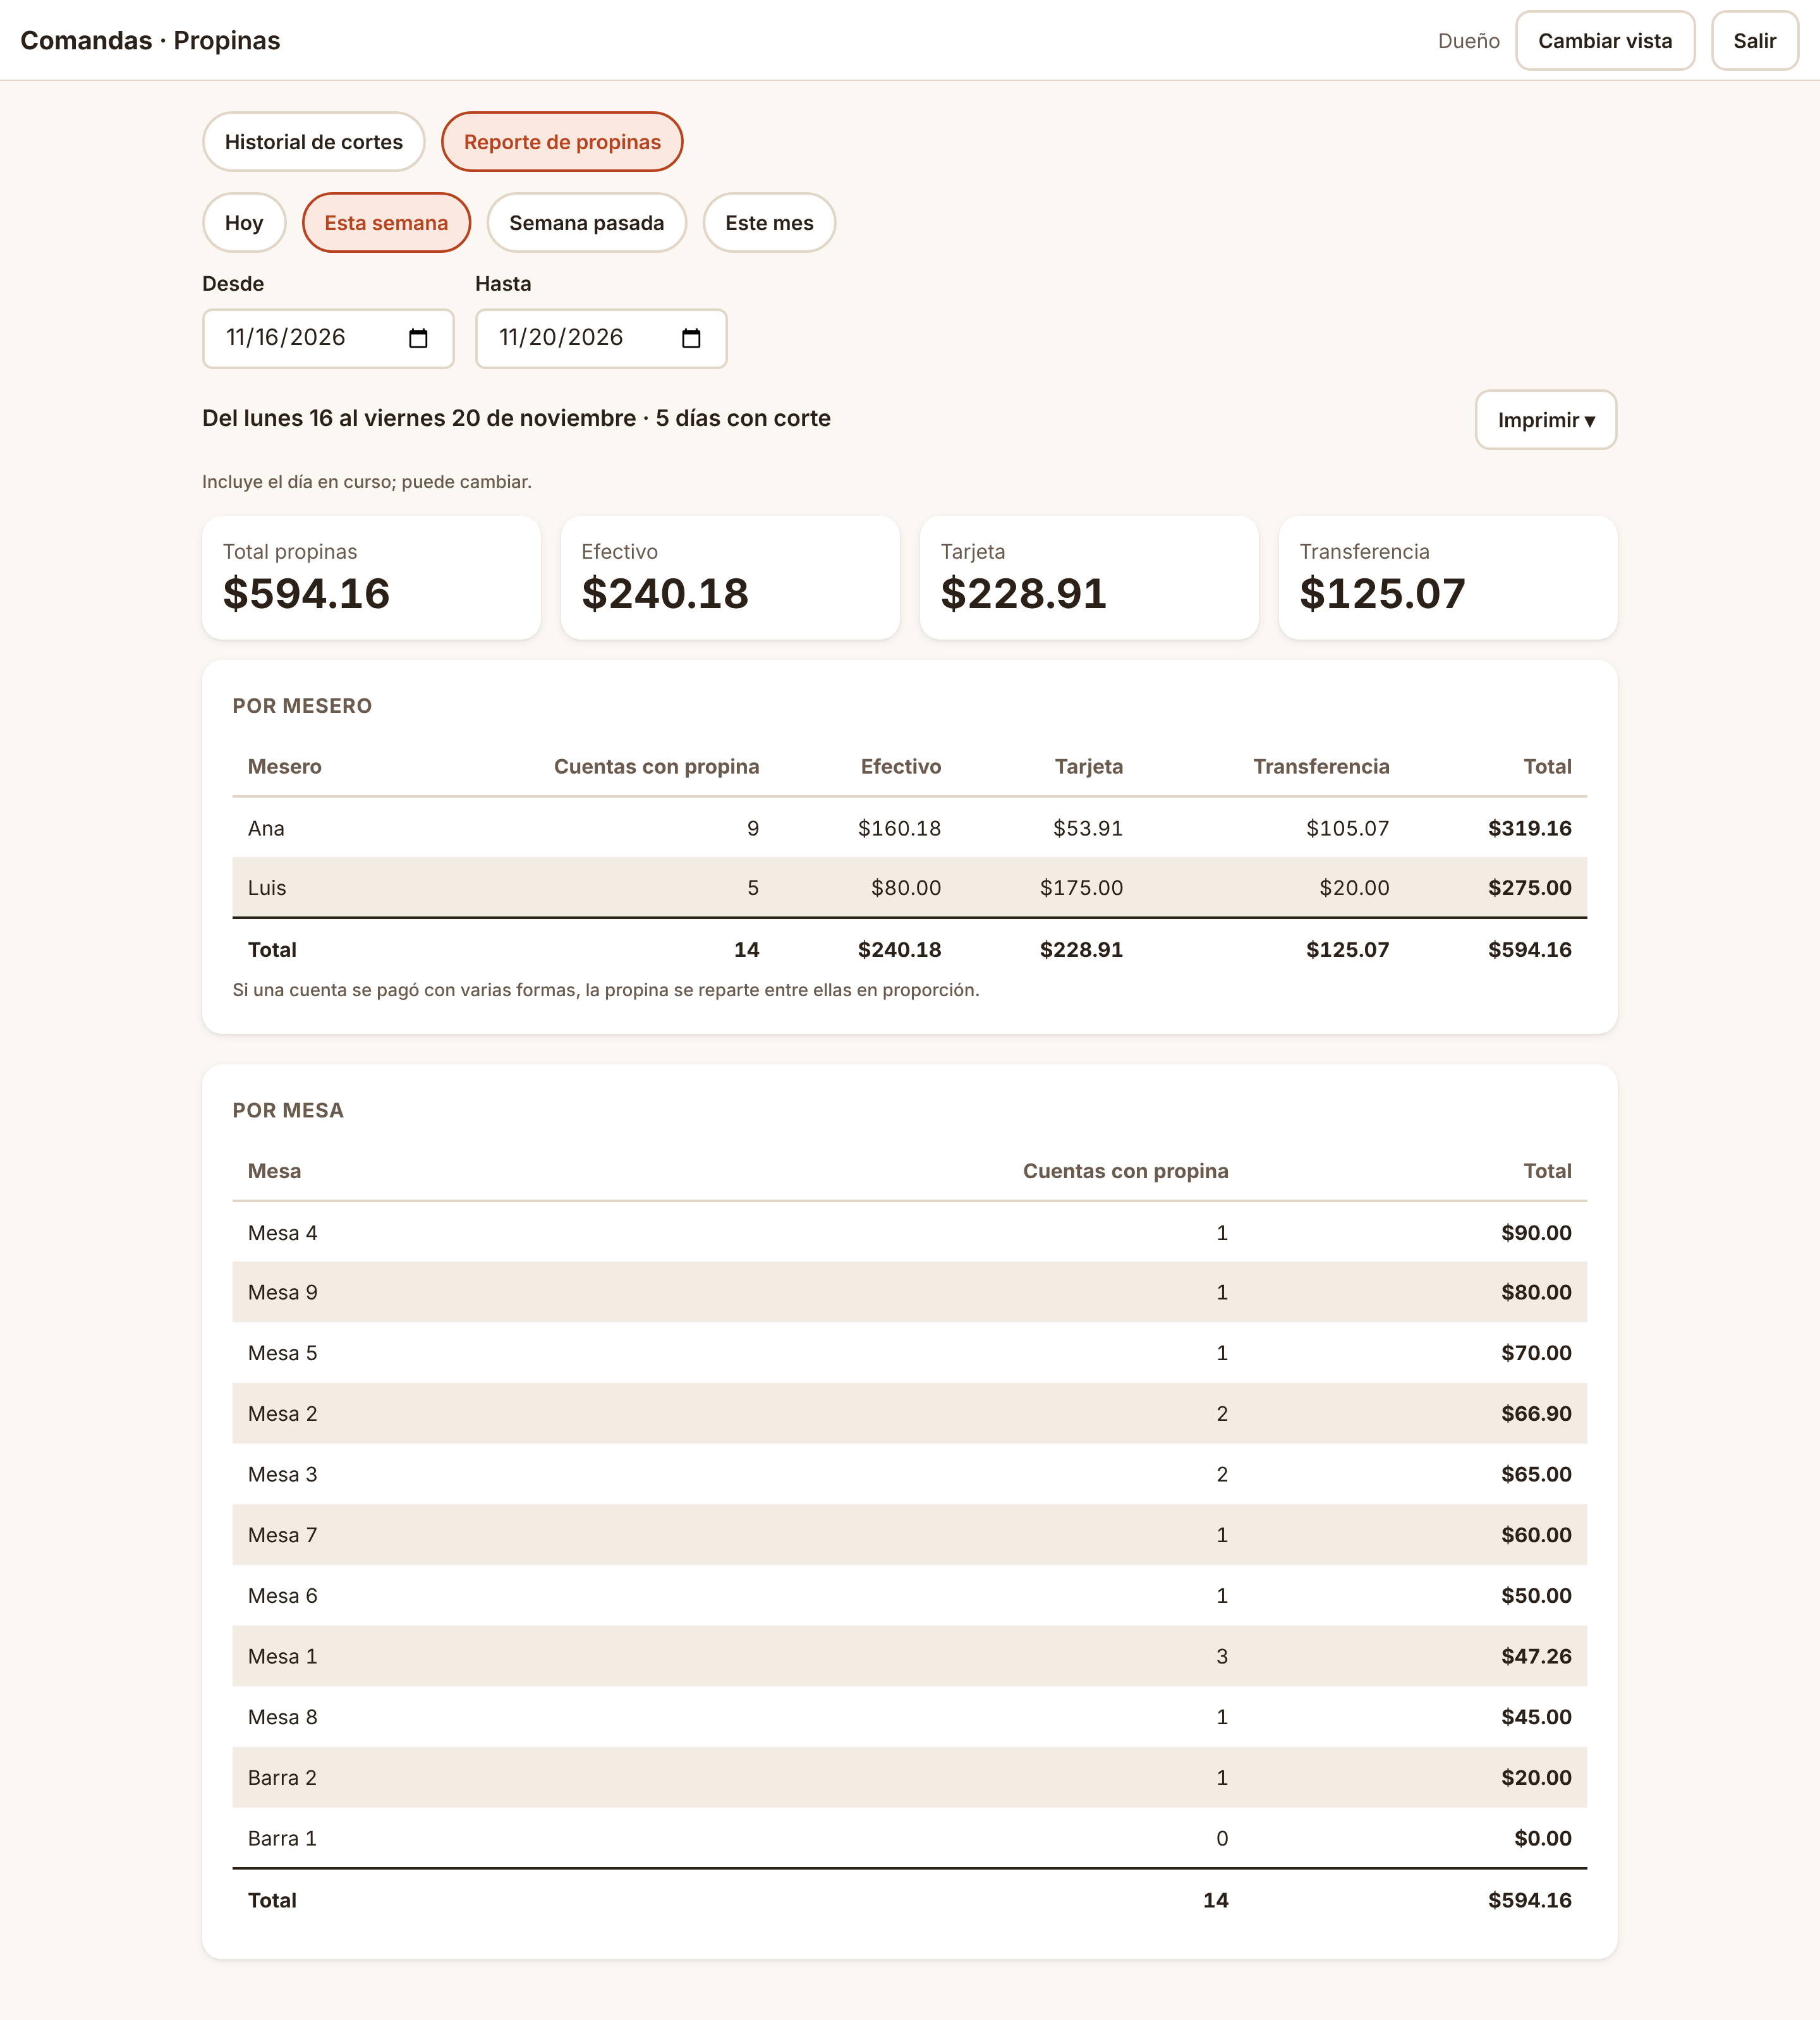 Comandas · Propinas Dueño Cambiar vista Salir
Historial de cortes Reporte de propinas
Hoy Esta semana Semana pasada Este mes
Desde Hasta
11/16/2026 11/20/2026
Del lunes 16 al viernes 20 de noviembre · 5 días con corte Imprimir ▾
Incluye el día en curso; puede cambiar.
Total propinas Efectivo Tarjeta Transferencia
$594.16 $240.18 $228.91 $125.07
POR MESERO
Mesero Cuentas con propina Efectivo Tarjeta Transferencia Total
Ana 9 $160.18 $53.91 $105.07 $319.16
Luis 5 $80.00 $175.00 $20.00 $275.00
Total 14 $240.18 $228.91 $125.07 $594.16
Si una cuenta se pagó con varias formas, la propina se reparte entre ellas en proporción.
POR MESA
Mesa Cuentas con propina Total
Mesa 4 1 $90.00
Mesa 9 1 $80.00
Mesa 5 1 $70.00
Mesa 2 2 $66.90
Mesa 3 2 $65.00
Mesa 7 1 $60.00
Mesa 6 1 $50.00
Mesa 1 3 $47.26
Mesa 8 1 $45.00
Barra 2 1 $20.00
Barra 1 0 $0.00
Total 14 $594.16